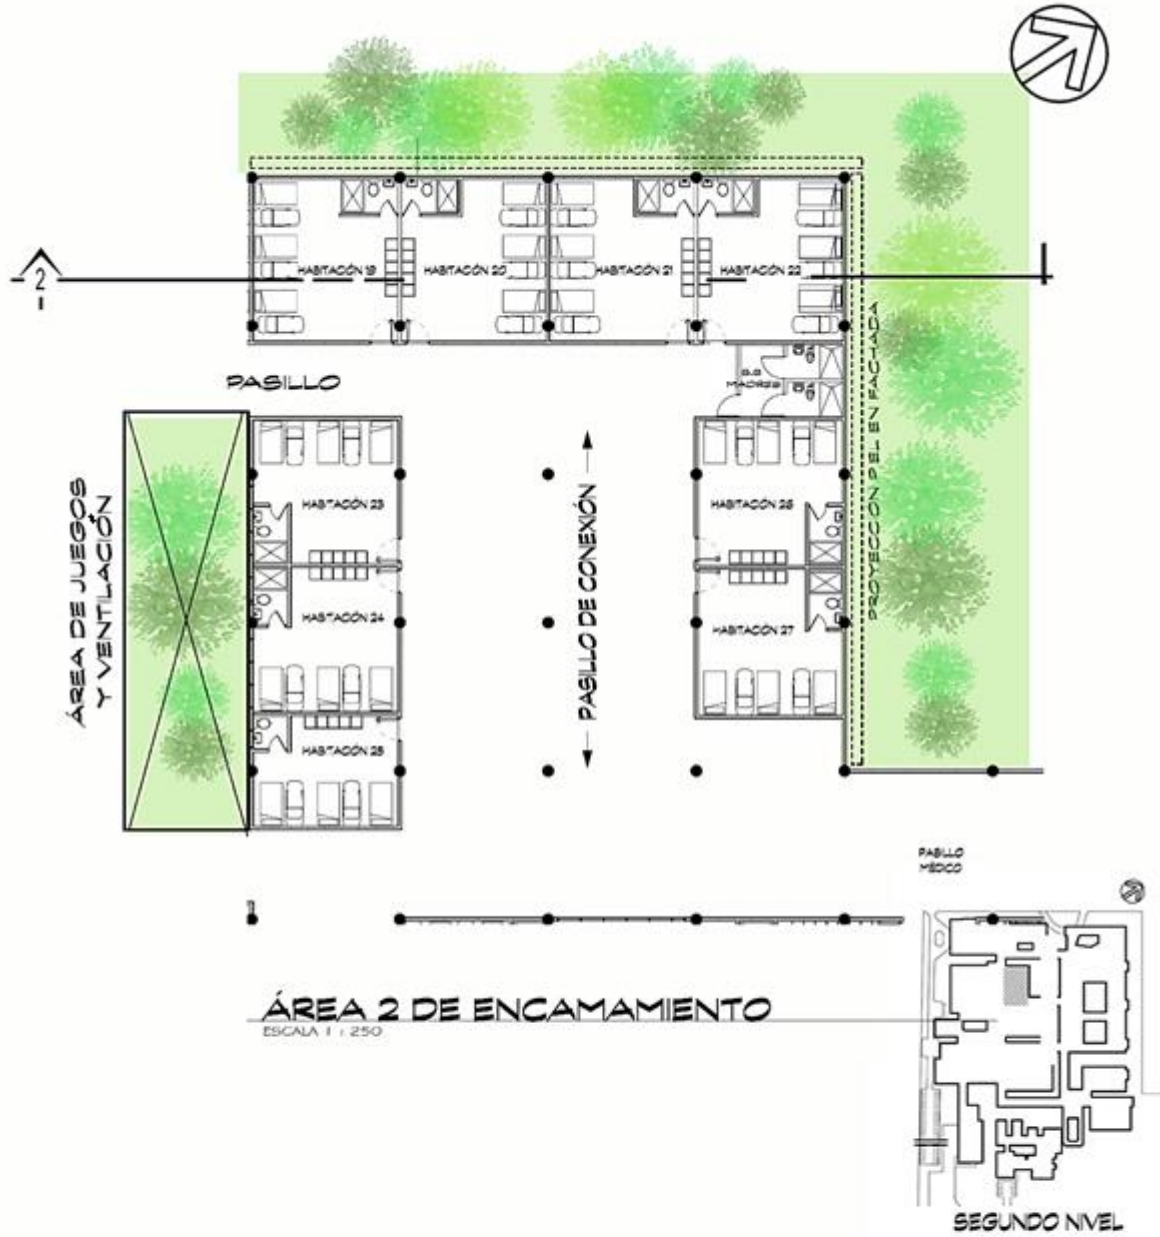 2
HABITACIÓN 19
HABITACIÓN 20
HABITACIÓN 21
HABITACIÓN 22
PASILLO
S.S
MADRES
PROYECCIÓN DEL EN FACHADA
ÁREA DE JUEGOS
Y VENTILACIÓN
HABITACIÓN 23
PASILLO DE CONEXIÓN
HABITACIÓN 26
HABITACIÓN 24
HABITACIÓN 27
HABITACIÓN 25
PASILLO
MÉDICO
ÁREA 2 DE ENCAMAMIENTO
ESCALA 1 : 250
SEGUNDO NIVEL